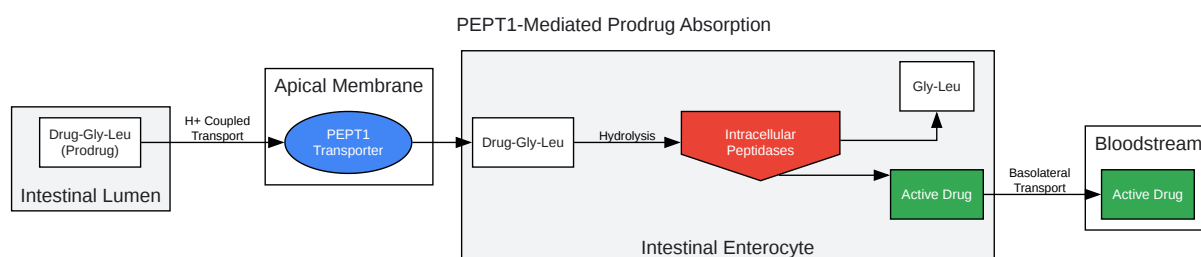 PEPT1-Mediated Prodrug Absorption
Drug-Gly-Leu
(Prodrug)
Intestinal Lumen
H+ Coupled
Transport
Apical Membrane
PEPT1
Transporter
Drug-Gly-Leu
Hydrolysis
Intracellular
Peptidases
Gly-Leu
Active Drug
Intestinal Enterocyte
Basolateral
Transport
Bloodstream
Active Drug